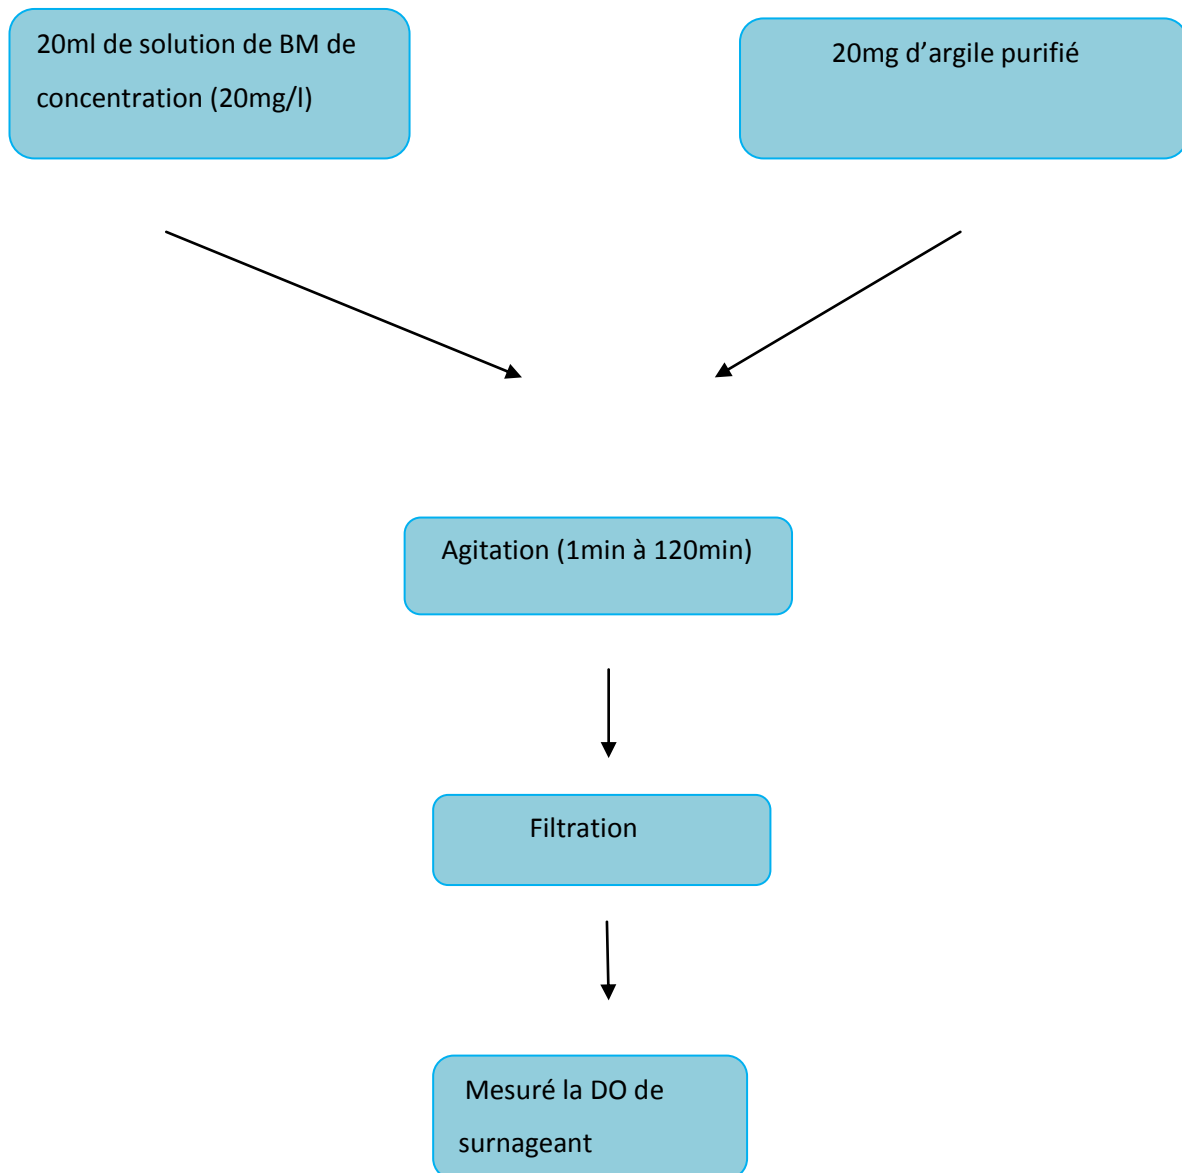 20ml de solution de BM de
concentration (20mg/l)
20mg d’argile purifié
Agitation (1min à 120min)
Filtration
Mesuré la DO de
surnageant